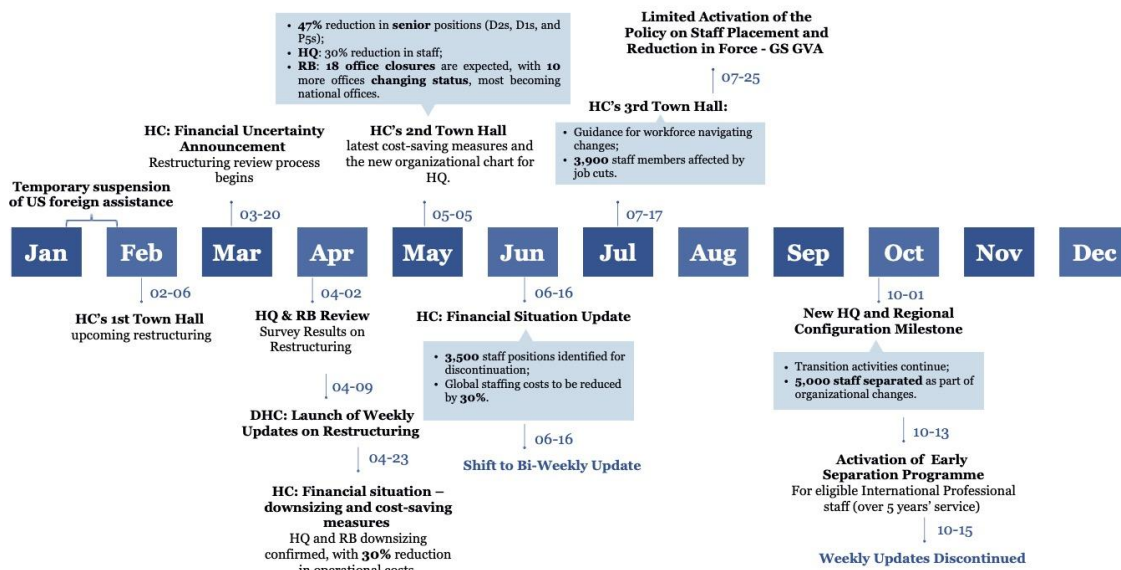 • 47% reduction in senior positions (D2s, D1s, and
P5s);
• HQ: 30% reduction in staff;
• RB: 18 office closures are expected, with 10
more offices changing status, most becoming
national offices.
Limited Activation of the
Policy on Staff Placement and
Reduction in Force - GS GVA
07-25
HC: Financial Uncertainty
Announcement
Restructuring review process
begins
HC's 2nd Town Hall
latest cost-saving measures and
the new organizational chart for
HQ.
HC's 3rd Town Hall:
• Guidance for workforce navigating
changes;
• 3,900 staff members affected by
job cuts.
Temporary suspension
of US foreign assistance
03-20
05-05
07-17
Jan
Feb
Mar
Apr
May
Jun
Jul
Aug
Sep
Oct
Nov
Dec
02-06
HC's 1st Town Hall
upcoming restructuring
04-02
HQ & RB Review
Survey Results on
Restructuring
04-09
DHC: Launch of Weekly
Updates on Restructuring
04-23
HC: Financial situation –
downsizing and cost-saving
measures
HQ and RB downsizing
confirmed, with 30% reduction
in operational costs
06-16
HC: Financial Situation Update
• 3,500 staff positions identified for
discontinuation;
• Global staffing costs to be reduced
by 30%.
06-16
Shift to Bi-Weekly Update
10-01
New HQ and Regional
Configuration Milestone
• Transition activities continue;
• 5,000 staff separated as part of
organizational changes.
10-13
Activation of Early
Separation Programme
For eligible International Professional
staff (over 5 years' service)
10-15
Weekly Updates Discontinued